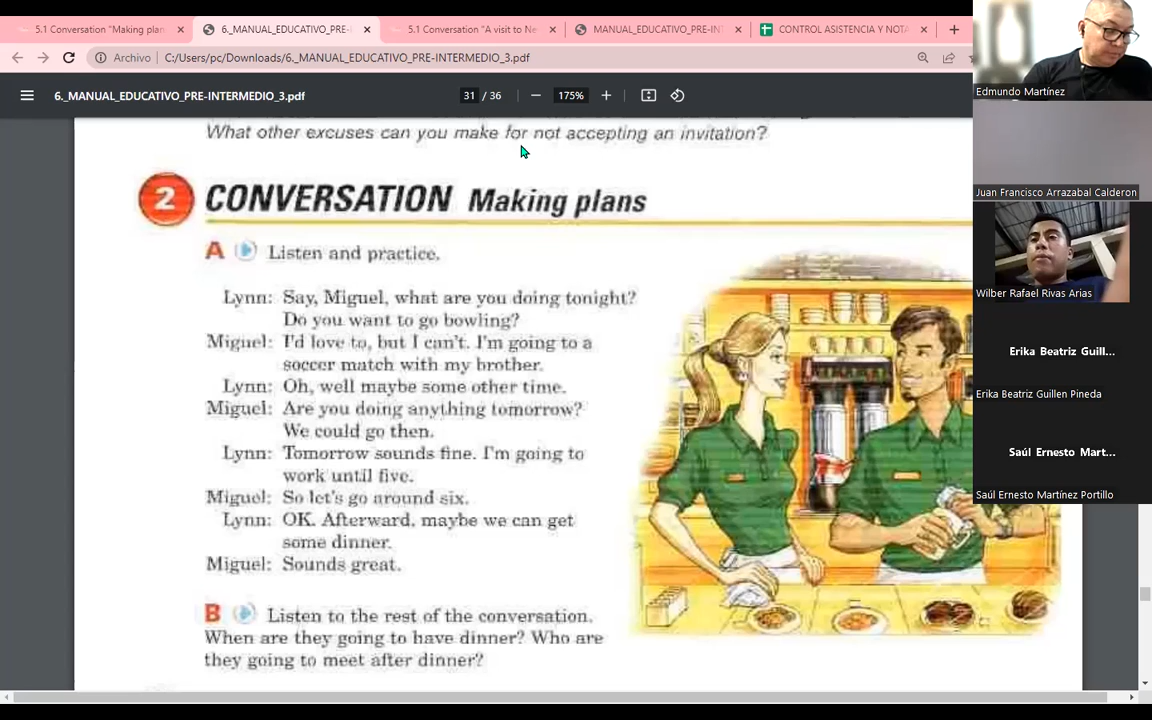 5.1 Conversation "Making plan
6._MANUAL_EDUCATIVO_PRE-
5.1 Conversation "A visit to Ne
MANUAL_EDUCATIVO_PRE-INT
CONTROL ASISTENCIA Y NOTA
Archivo
C:/Users/pc/Downloads/6._MANUAL_EDUCATIVO_PRE-INTERMEDIO_3.pdf
6._MANUAL_EDUCATIVO_PRE-INTERMEDIO_3.pdf
31 / 36
175%
What other excuses can you make for not accepting an invitation?
2 CONVERSATION Making plans
A Listen and practice.
Lynn: Say, Miguel, what are you doing tonight?
Do you want to go bowling?
Miguel: I'd love to, but I can't. I'm going to a
soccer match with my brother.
Lynn: Oh, well maybe some other time.
Miguel: Are you doing anything tomorrow?
We could go then.
Lynn: Tomorrow sounds fine. I'm going to
work until five.
Miguel: So let's go around six.
Lynn: OK. Afterward, maybe we can get
some dinner.
Miguel: Sounds great.
B Listen to the rest of the conversation.
When are they going to have dinner? Who are
they going to meet after dinner?
Edmundo Martínez
Juan Francisco Arrazabal Calderon
Wilber Rafael Rivas Arias
Erika Beatriz Guill...
Erika Beatriz Guillen Pineda
Saúl Ernesto Mart...
Saúl Ernesto Martínez Portillo